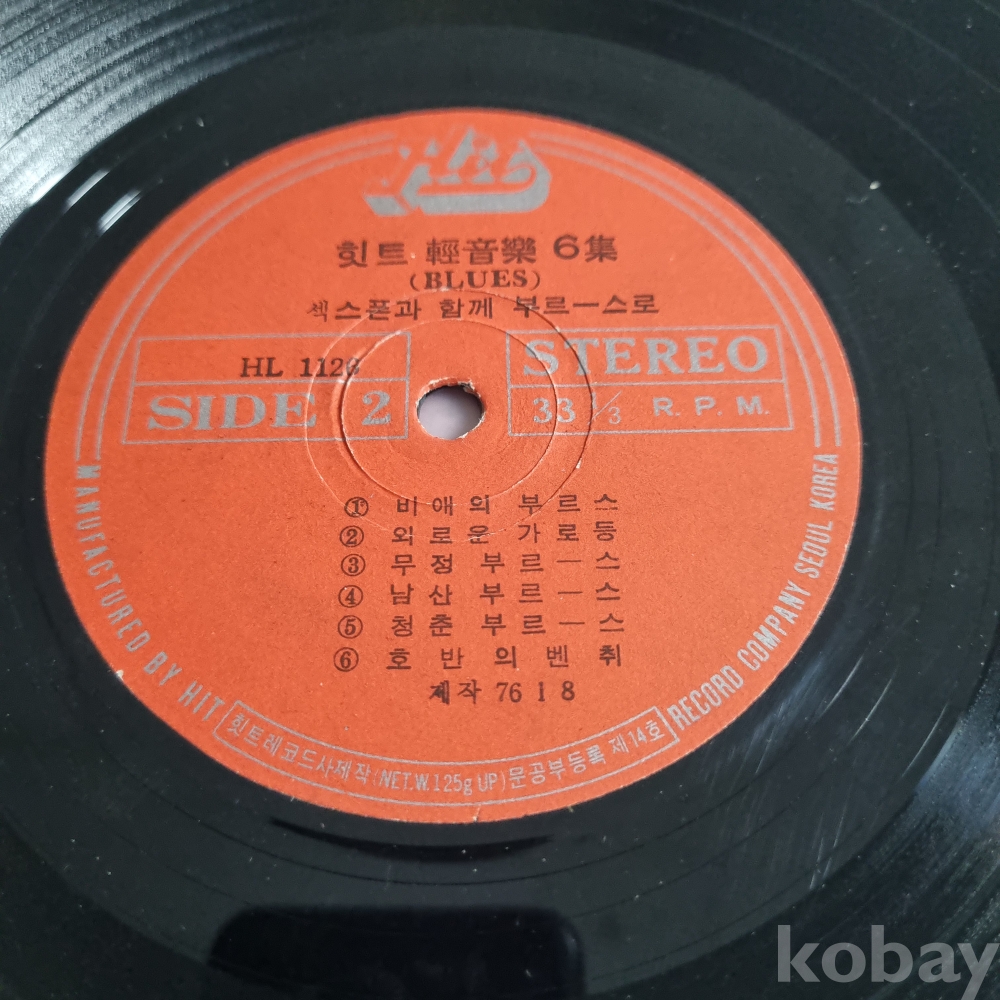 힛트 輕音樂 6集
(BLUES)
섹스폰과 함께 부르—스로
HL 1126
SIDE 2
STEREO
33 1/3 R. P. M.
① 비애의 부르스
② 외로운 가로등
③ 무정 부르—스
④ 남산 부르—스
⑤ 청춘 부르—스
⑥ 호반의벤취
제작 76 1 8
MANUFACTURED BY HIT RECORD COMPANY SEOUL KOREA
힛트레코드사제작(NET.W.125g UP)문공부등록 제14호
kobay